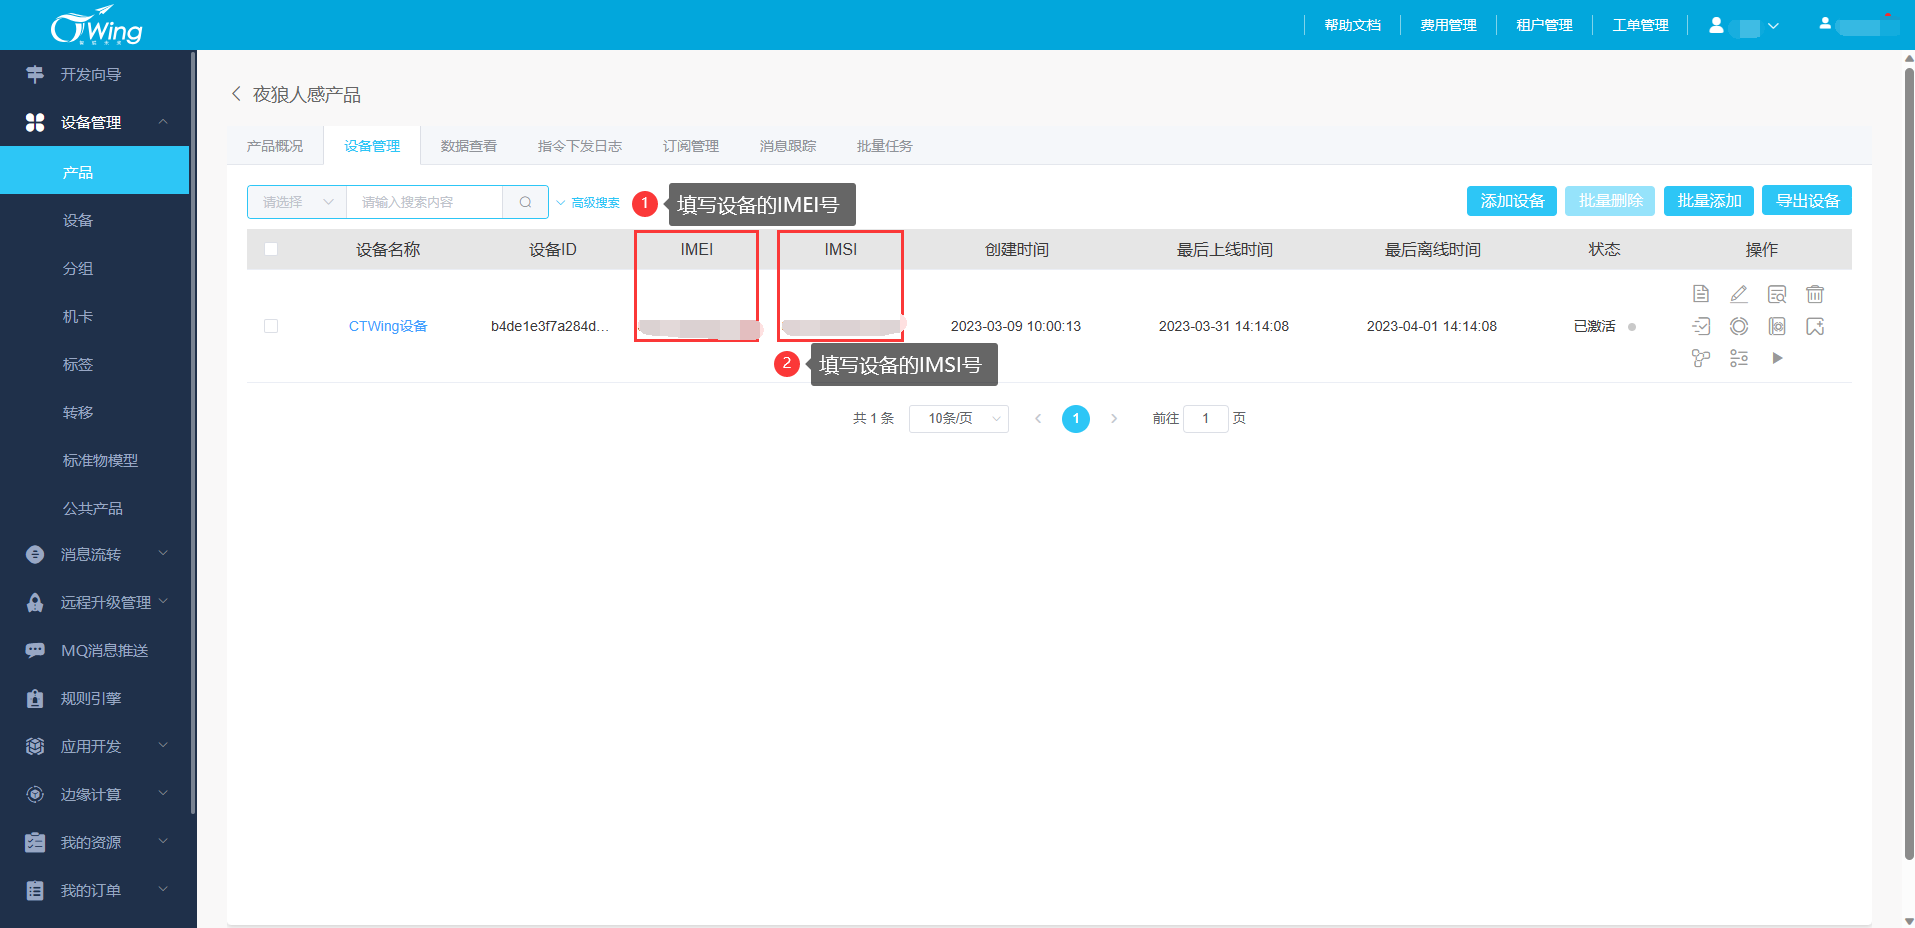 CTWing
帮助文档
费用管理
租户管理
工单管理
开发向导
设备管理
产品
设备
分组
机卡
标签
转移
标准物模型
公共产品
消息流转
远程升级管理
MQ消息推送
规则引擎
应用开发
边缘计算
我的资源
我的订单
夜狼人感产品
产品概况 设备管理 数据查看 指令下发日志 订阅管理 消息跟踪 批量任务
请选择 请输入搜索内容 高级搜索 1 填写设备的IMEI号 添加设备 批量删除 批量添加 导出设备
设备名称 设备ID IMEI IMSI 创建时间 最后上线时间 最后离线时间 状态 操作
CTWing设备 b4de1e3f7a284d... 2023-03-09 10:00:13 2023-03-31 14:14:08 2023-04-01 14:14:08 已激活
2 填写设备的IMSI号
共 1 条 10条/页 1 前往 1 页